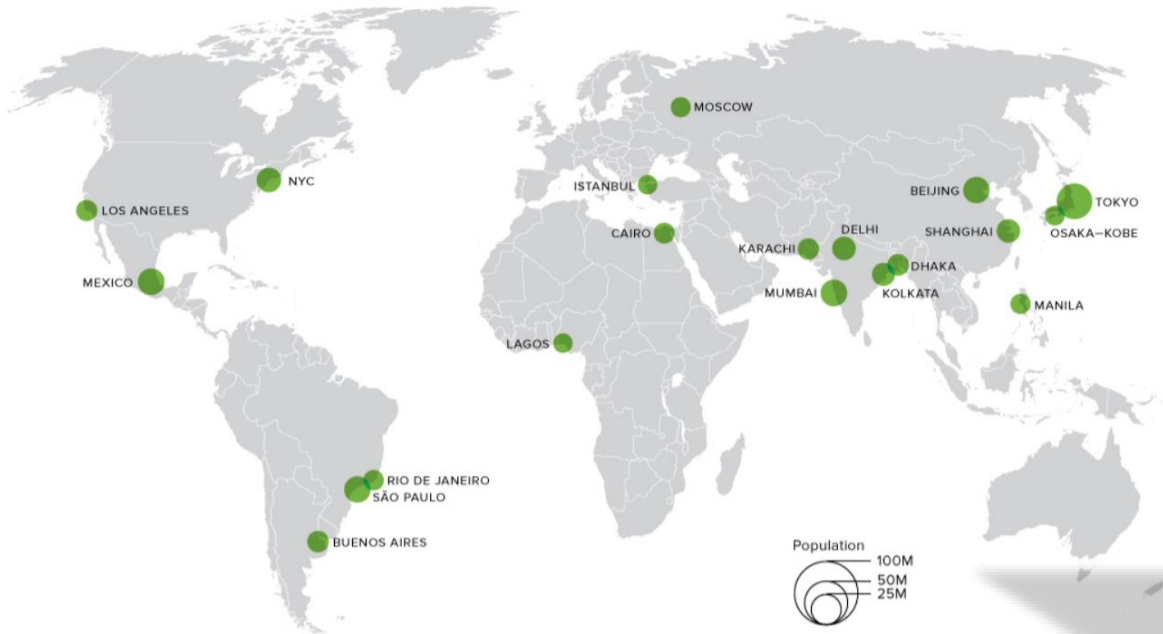 MOSCOW
NYC
ISTANBUL
BEIJING
TOKYO
LOS ANGELES
CAIRO
DELHI
SHANGHAI
OSAKA–KOBE
KARACHI
DHAKA
MEXICO
MUMBAI
KOLKATA
MANILA
LAGOS
RIO DE JANEIRO
SÃO PAULO
BUENOS AIRES
Population
100M
50M
25M